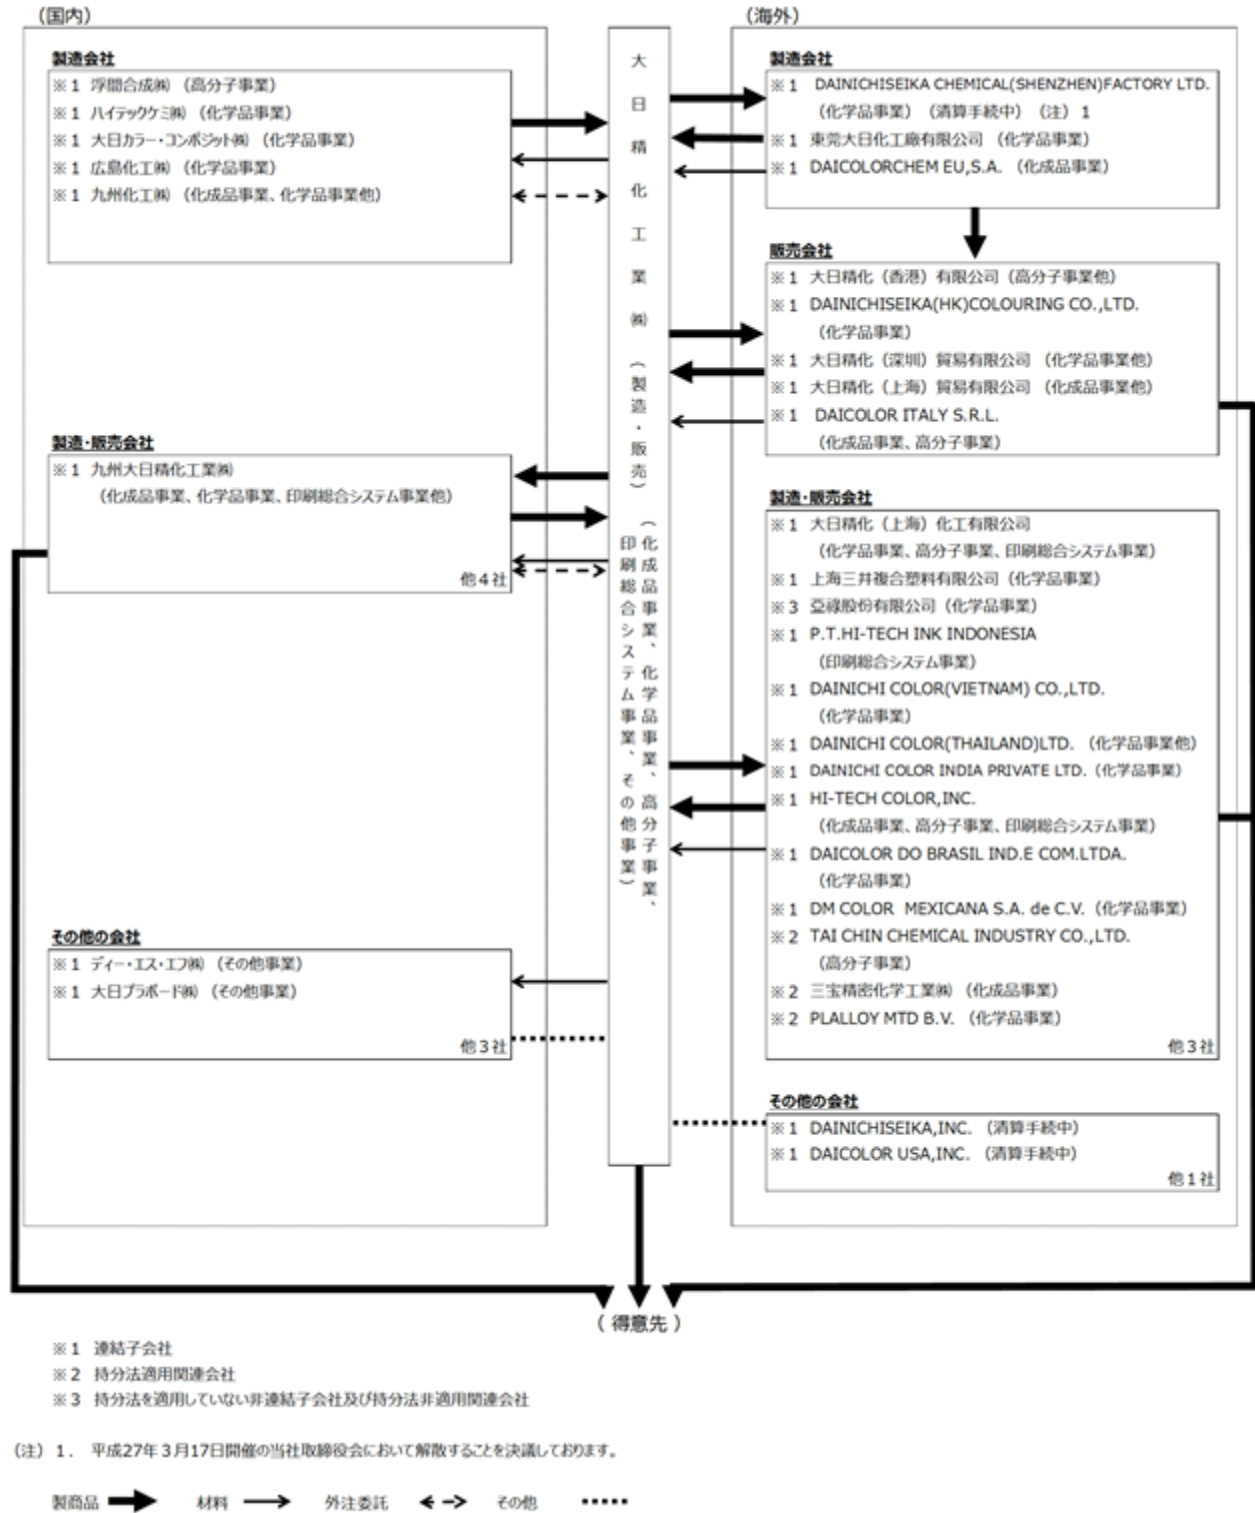 （国内）
製造会社
※１ 浮間合成㈱ （高分子事業）
※１ ハイテックケミ㈱ （化学品事業）
※１ 大日カラー・コンポジット㈱ （化学品事業）
※１ 広島化工㈱ （化学品事業）
※１ 九州化工㈱ （化成品事業、化学品事業他）
製造・販売会社
※１ 九州大日精化工業㈱
（化成品事業、化学品事業、印刷総合システム事業他）
他４社
その他の会社
※１ ディー・エス・エフ㈱ （その他事業）
※１ 大日プラボード㈱ （その他事業）
他３社
大日精化工業㈱（製造・販売）
（化成品事業、化学品事業、高分子事業、
印刷総合システム事業、その他事業）
（海外）
製造会社
※１ DAINICHISEIKA CHEMICAL(SHENZHEN)FACTORY LTD.
（化学品事業）（清算手続中）（注）１
※１ 東莞大日化工廠有限公司 （化学品事業）
※１ DAICOLORCHEM EU,S.A. （化成品事業）
販売会社
※１ 大日精化（香港）有限公司（高分子事業他）
※１ DAINICHISEIKA(HK)COLOURING CO.,LTD.
（化学品事業）
※１ 大日精化（深圳）貿易有限公司 （化学品事業他）
※１ 大日精化（上海）貿易有限公司 （化成品事業他）
※１ DAICOLOR ITALY S.R.L.
（化成品事業、高分子事業）
製造・販売会社
※１ 大日精化（上海）化工有限公司
（化学品事業、高分子事業、印刷総合システム事業）
※１ 上海三井複合塑料有限公司（化学品事業）
※３ 亞祿股份有限公司（化学品事業）
※１ P.T.HI-TECH INK INDONESIA
（印刷総合システム事業）
※１ DAINICHI COLOR(VIETNAM) CO.,LTD.
（化学品事業）
※１ DAINICHI COLOR(THAILAND)LTD. （化学品事業他）
※１ DAINICHI COLOR INDIA PRIVATE LTD.（化学品事業）
※１ HI-TECH COLOR,INC.
（化成品事業、高分子事業、印刷総合システム事業）
※１ DAICOLOR DO BRASIL IND.E COM.LTDA.
（化学品事業）
※１ DM COLOR MEXICANA S.A. de C.V.（化学品事業）
※２ TAI CHIN CHEMICAL INDUSTRY CO.,LTD.
（高分子事業）
※２ 三宝精密化学工業㈱ （化成品事業）
※２ PLALLOY MTD B.V. （化学品事業）
他３社
その他の会社
※１ DAINICHISEIKA,INC. （清算手続中）
※１ DAICOLOR USA,INC. （清算手続中）
他１社
（ 得意先 ）
※１ 連結子会社
※２ 持分法適用関連会社
※３ 持分法を適用していない非連結子会社及び持分法非適用関連会社
（注）１． 平成27年３月17日開催の当社取締役会において解散することを決議しております。
製商品 材料 外注委託 その他